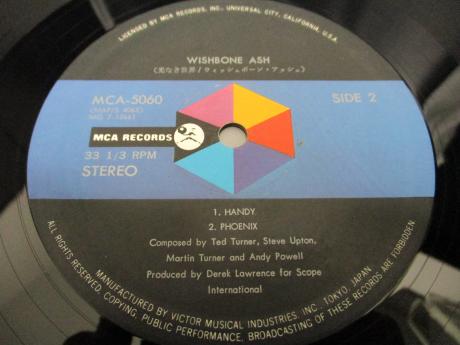 LICENSED BY MCA RECORDS, INC., UNIVERSAL CITY, CALIFORNIA, U.S.A.
WISHBONE ASH
(光なき世界/ウィッシュボーン・アッシュ)
MCA-5060
SIDE 2
MCA RECORDS
33 1/3 RPM
STEREO
1. HANDY
2. PHOENIX
Composed by Ted Turner, Steve Upton,
Martin Turner and Andy Powell
Produced by Derek Lawrence for Scope
International
MANUFACTURED BY VICTOR MUSICAL INDUSTRIES, INC. TOKYO, JAPAN
ALL RIGHTS RESERVED, COPYING, PUBLIC PERFORMANCE, BROADCASTING OF THESE RECORDS ARE FORBIDDEN